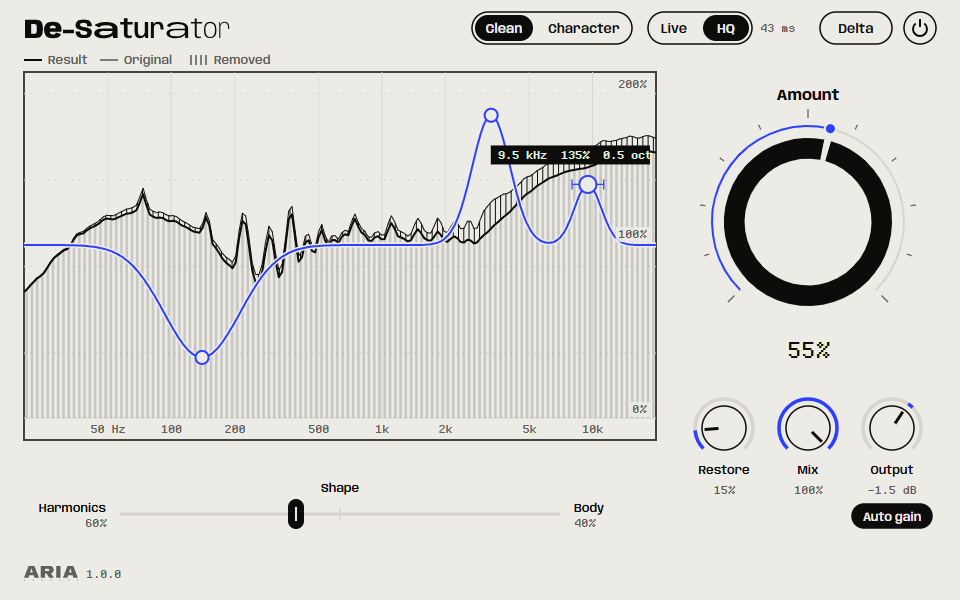 De-Saturator
Clean Character Live HQ 43 ms Delta
Result Original Removed
200%
Amount
9.5 kHz 135% 0.5 oct
100%
55%
0%
50 Hz 100 200 500 1k 2k 5k 10k
Restore Mix Output
15% 100% −1.5 dB
Shape
Harmonics Body
60% 40%
Auto gain
ARIA 1.0.0